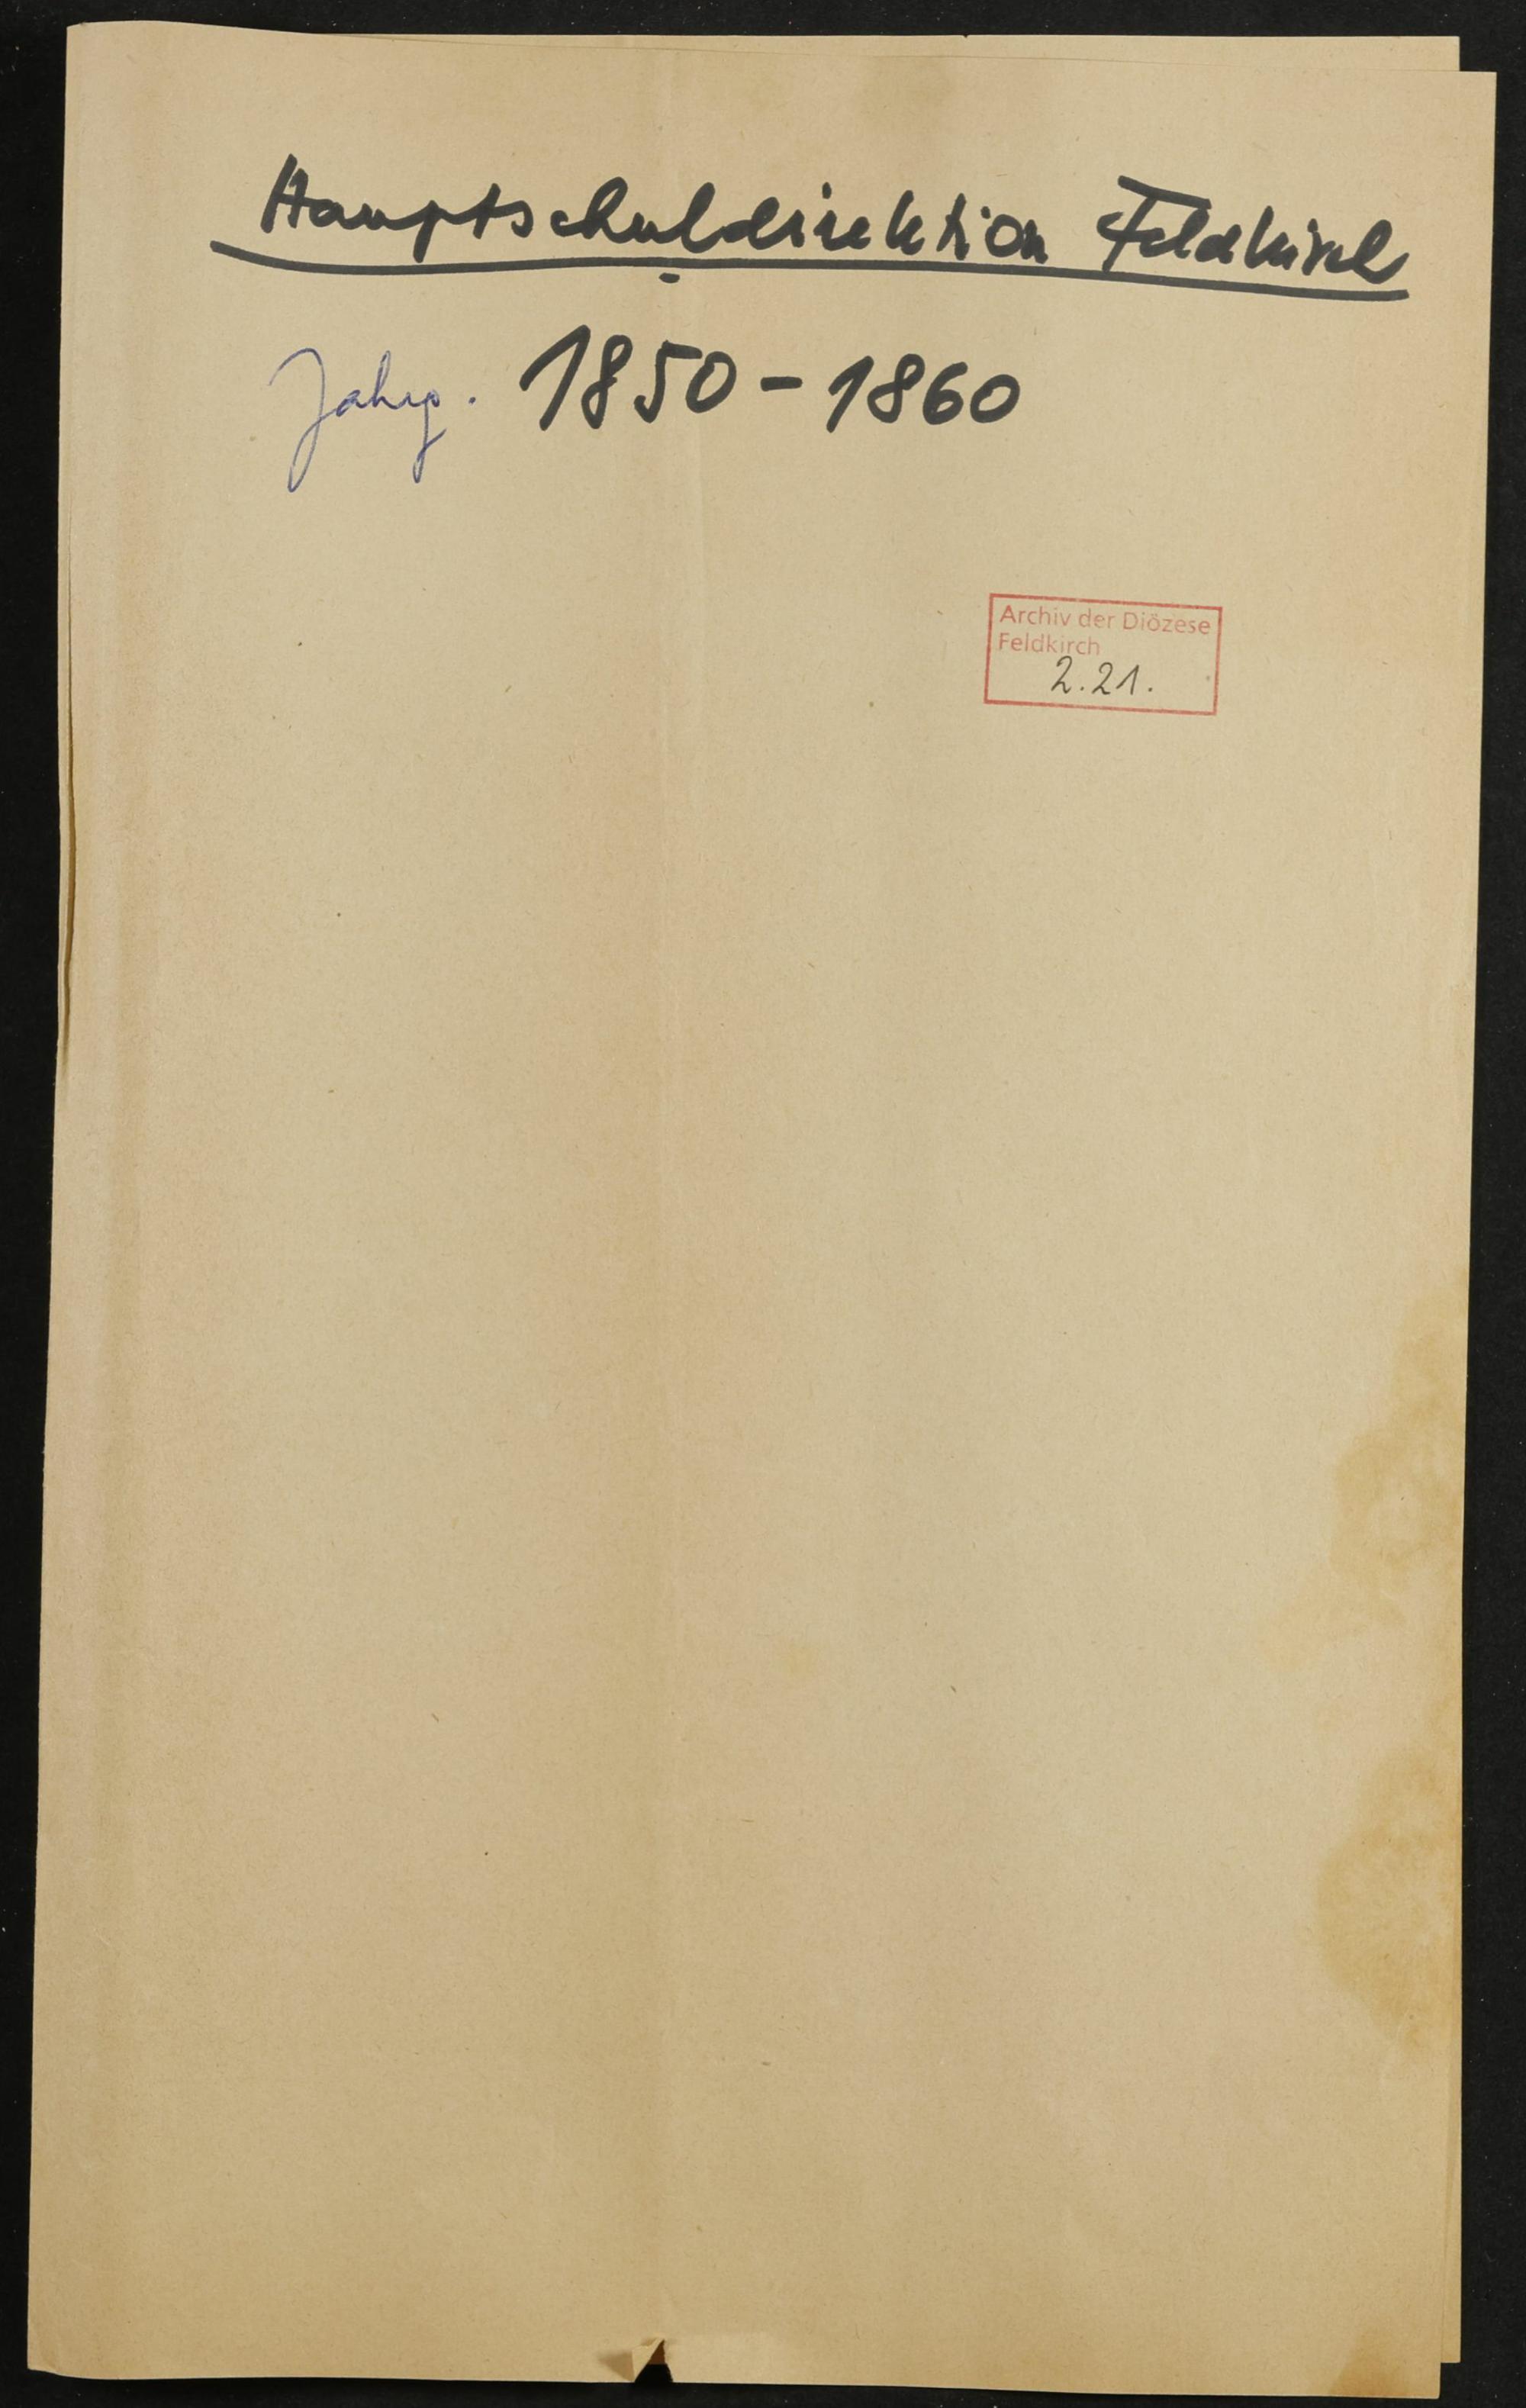 Hauptschuldirektion Feldkirch
Jahrg. 1850-1860
Archiv der Diözese
Feldkirch
2.21.